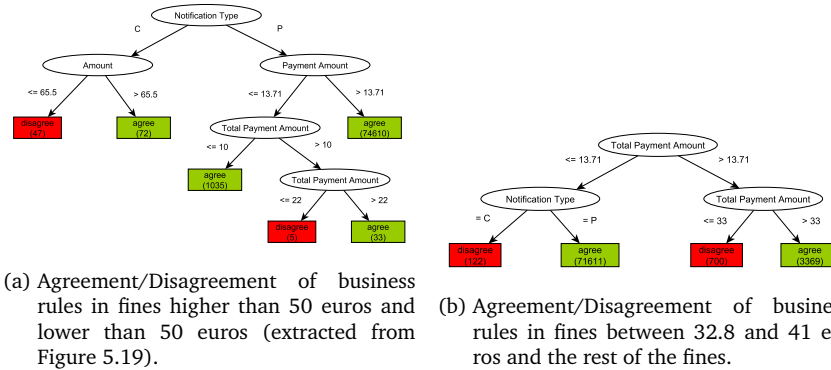 Notification Type
C
P
Amount
Payment Amount
<= 65.5
> 65.5
<= 13.71
> 13.71
disagree
(47)
agree
(72)
Total Payment Amount
agree
(74610)
<= 10
> 10
agree
(1035)
Total Payment Amount
<= 22
> 22
disagree
(5)
agree
(33)
(a) Agreement/Disagreement of business
rules in fines higher than 50 euros and
lower than 50 euros (extracted from
Figure 5.19).
Total Payment Amount
<= 13.71
> 13.71
Notification Type
Total Payment Amount
= C
= P
<= 33
> 33
disagree
(122)
agree
(71611)
disagree
(700)
agree
(3369)
(b) Agreement/Disagreement of busine
rules in fines between 32.8 and 41 e
ros and the rest of the fines.